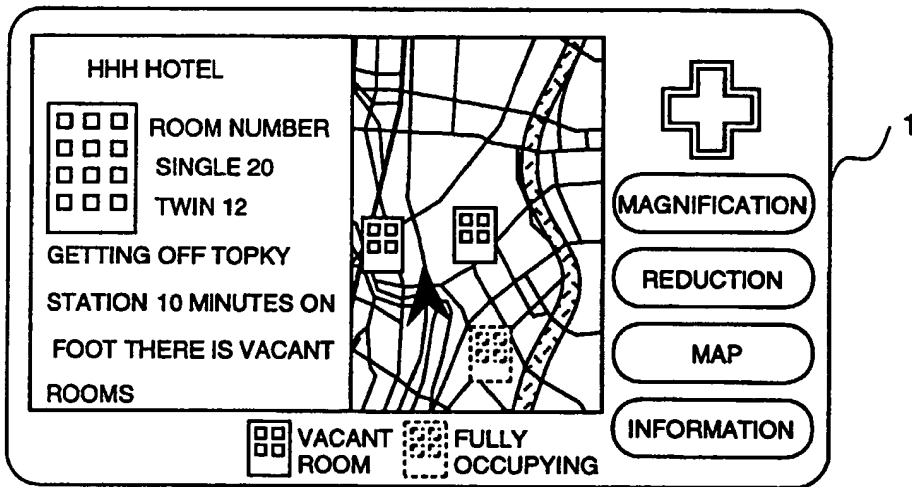 HHH HOTEL
ROOM NUMBER
SINGLE 20
TWIN 12
GETTING OFF TOPKY
STATION 10 MINUTES ON
FOOT THERE IS VACANT
ROOMS
MAGNIFICATION
REDUCTION
MAP
INFORMATION
VACANT
ROOM
FULLY
OCCUPYING
1